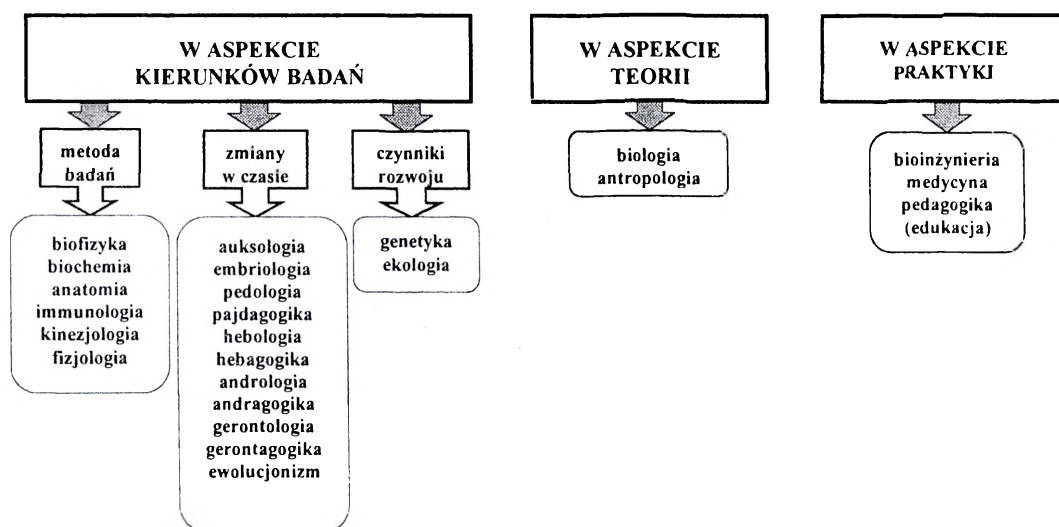 W ASPEKCIE
KIERUNKÓW BADAŃ
metoda
badań
biofizyka
biochemia
anatomia
immunologia
kinezjologia
fizjologia
zmiany
w czasie
auksologia
embriologia
pedologia
pajdagogika
hebologia
hebagogika
andrologia
andragogika
gerontologia
gerontagogika
ewolucjonizm
czynniki
rozwoju
genetyka
ekologia
W ASPEKCIE
TEORII
biologia
antropologia
W ASPEKCIE
PRAKTYKI
bioinżynieria
medycyna
pedagogika
(edukacja)